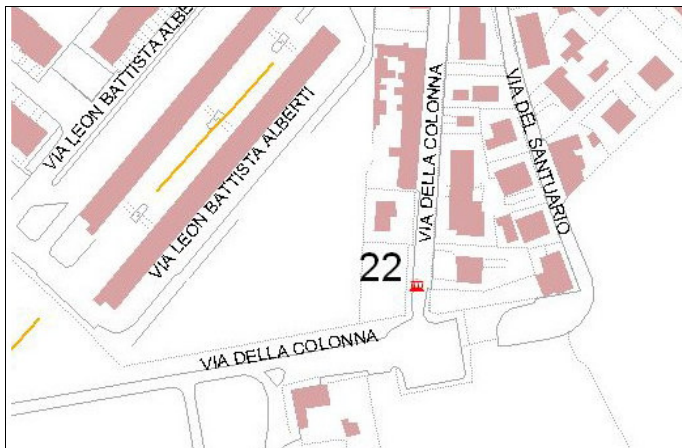 VIA LEON BATTISTA ALBERTI
VIA LEON BATTISTA ALBERTI
VIA DELLA COLONNA
VIA DEL SANTUARIO
22
VIA DELLA COLONNA